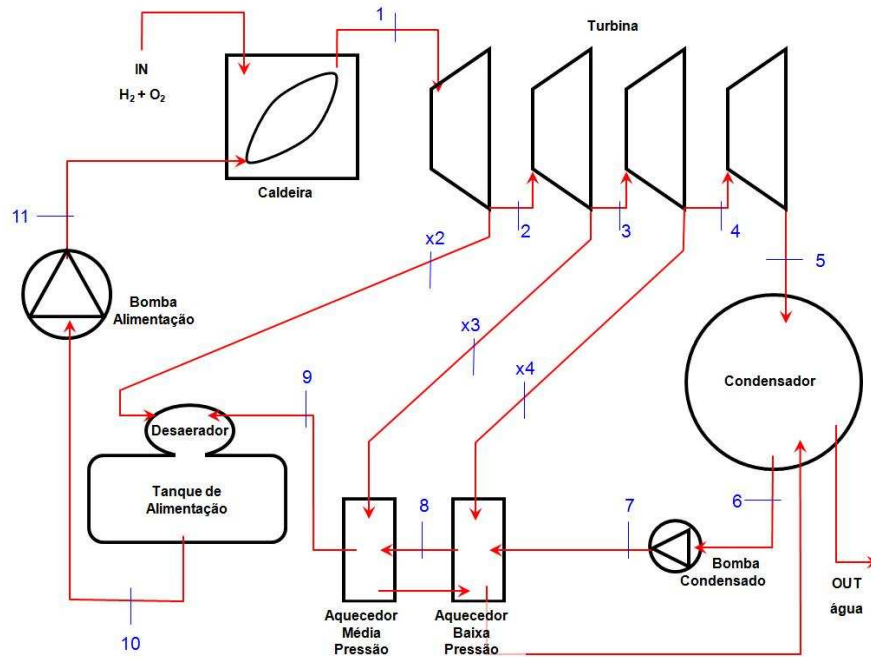 1
Turbina
IN
H₂ + O₂
Caldeira
11
2
3
4
x2
5
Bomba
Alimentação
x3
x4
9
Condensador
Desaerador
Tanque de
Alimentação
8
7
6
Bomba
Condensado
OUT
água
10
Aquecedor
Média
Pressão
Aquecedor
Baixa
Pressão